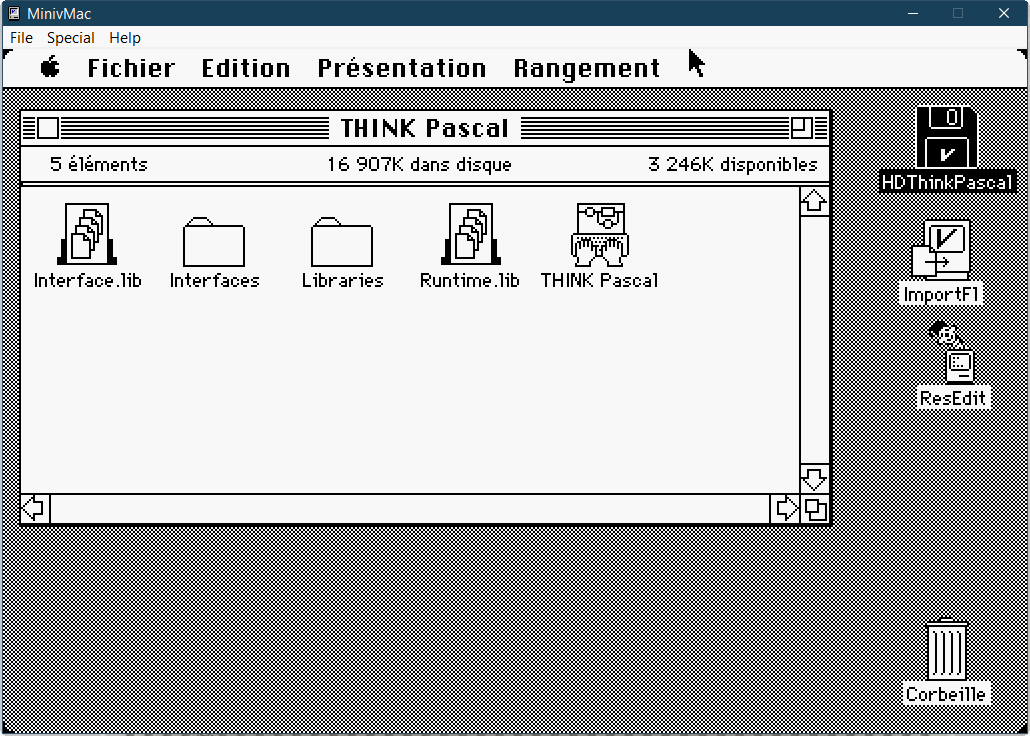 MinivMac
File Special Help
Fichier Edition Présentation Rangement
THINK Pascal
5 éléments 16 907K dans disque 3 246K disponibles
Interface.lib Interfaces Libraries Runtime.lib THINK Pascal
HDThinkPascal
ImportFl
ResEdit
Corbeille